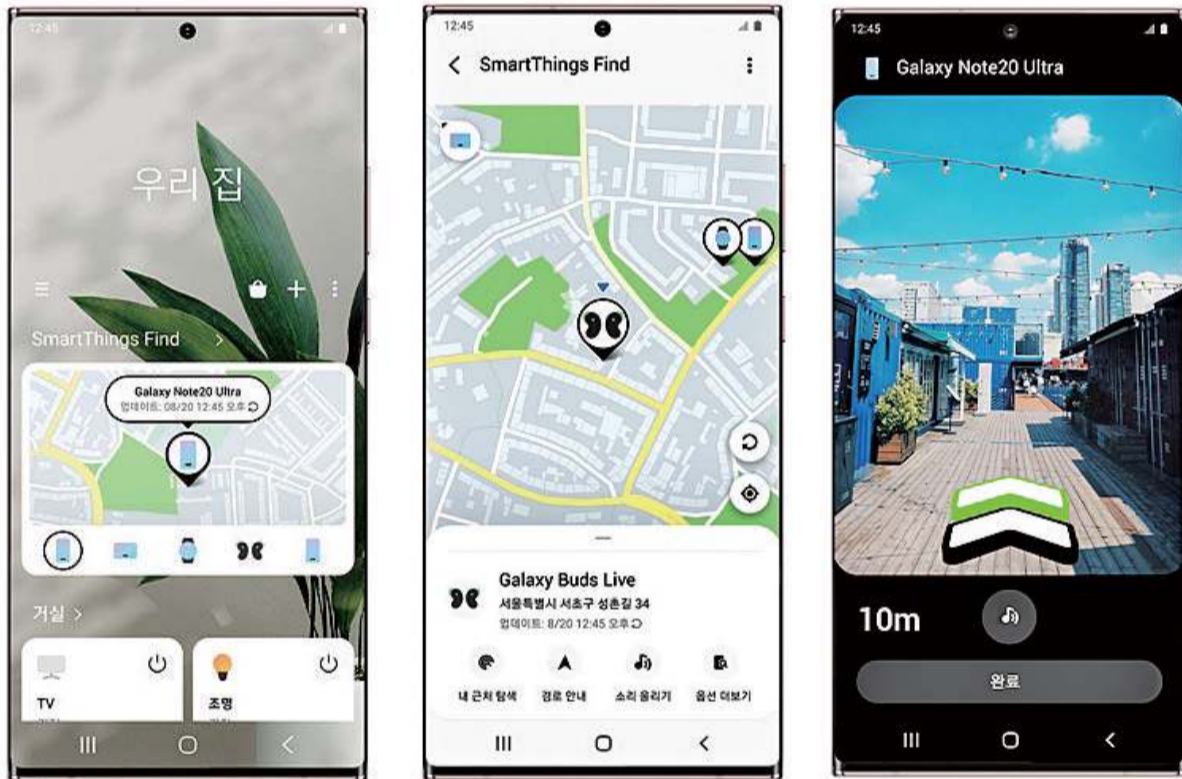 12:45
우리 집
SmartThings Find >
Galaxy Note20 Ultra
업데이트: 08/20 12:45 오후
거실 >
TV
조명
12:45
SmartThings Find
Galaxy Buds Live
서울특별시 서초구 성촌길 34
업데이트: 8/20 12:45 오후
내 근처 탐색
경로 안내
소리 울리기
옵션 더보기
12:45
Galaxy Note20 Ultra
10m
완료